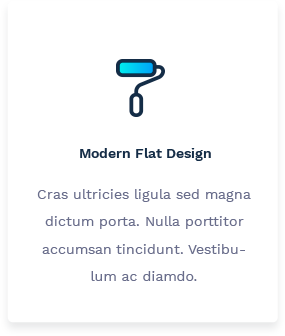 Modern Flat Design
Cras ultricies ligula sed magna
dictum porta. Nulla porttitor
accumsan tincidunt. Vestibu-
lum ac diamdo.